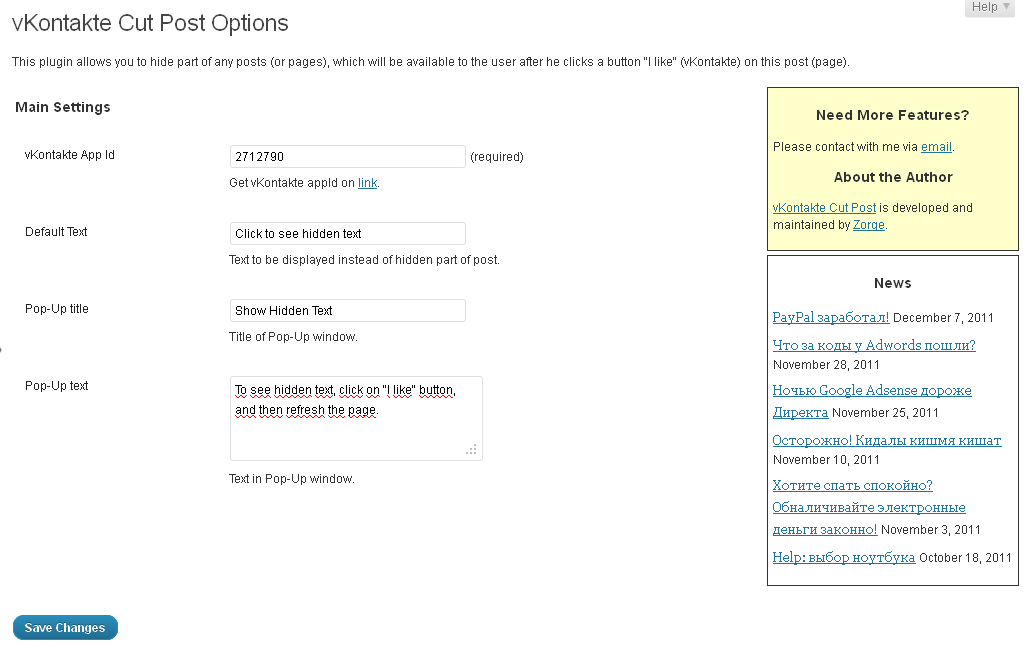 Help
vKontakte Cut Post Options
This plugin allows you to hide part of any posts (or pages), which will be available to the user after he clicks a button "I like" (vKontakte) on this post (page).
Main Settings
vKontakte App Id
2712790
(required)
Get vKontakte appId on link.
Default Text
Click to see hidden text
Text to be displayed instead of hidden part of post.
Pop-Up title
Show Hidden Text
Title of Pop-Up window.
Pop-Up text
To see hidden text, click on "I like" button,
and then refresh the page.
Text in Pop-Up window.
Save Changes
Need More Features?
Please contact with me via email.
About the Author
vKontakte Cut Post is developed and
maintained by Zorge.
News
PayPal заработал! December 7, 2011
Что за коды у Adwords пошли?
November 28, 2011
Ночью Google Adsense дороже
Директа November 25, 2011
Осторожно! Кидалы кишмя кишат
November 10, 2011
Хотите спать спокойно?
Обналичивайте электронные
деньги законно! November 3, 2011
Help: выбор ноутбука October 18, 2011